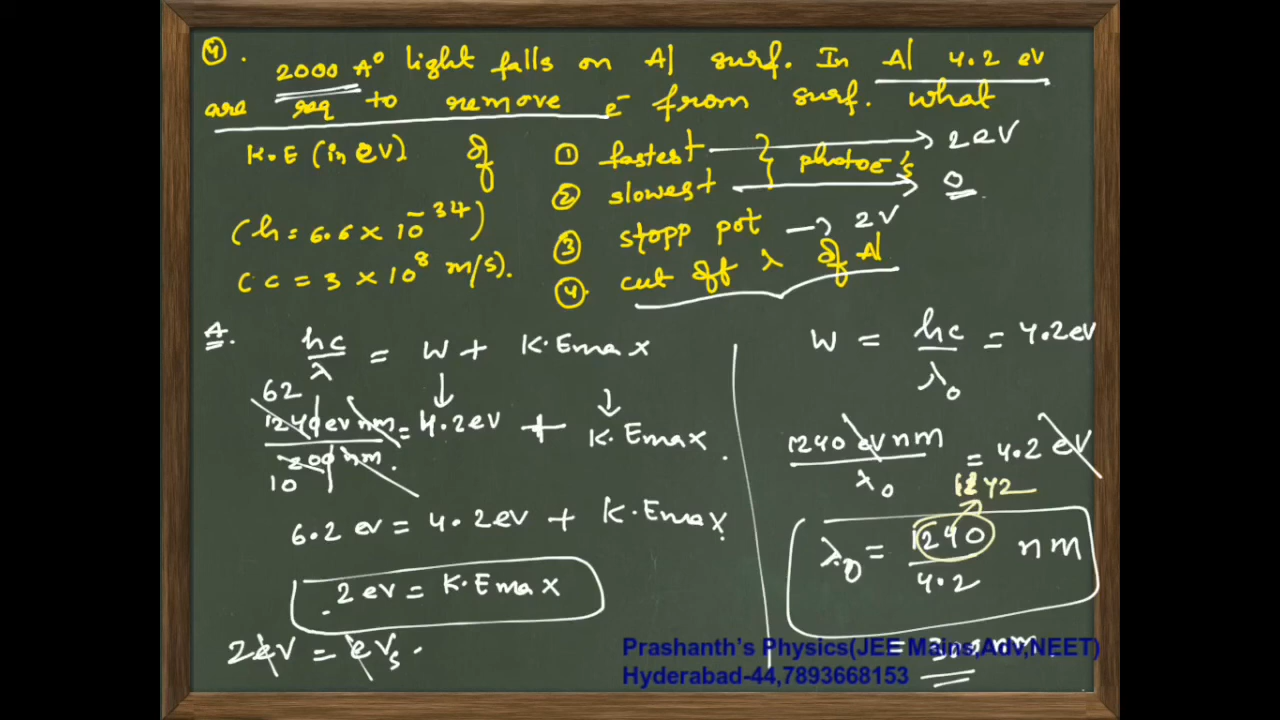 ④. 2000 A° light falls on Al surf. In Al 4.2 ev
are req to remove e⁻ from surf. what
K.E (in eV) of ① fastest } photoe⁻'s → 2eV
② slowest → 0
(h = 6.6 × 10⁻³⁴) ③ stopp pot → 2V
(c = 3 × 10⁸ m/s). ④. cut off λ of Al
A.
hc/λ = W + K.Emax
62
1240 ev nm / 200 nm = 4.2ev + K.Emax
10
6.2 ev = 4.2ev + K.Emax
2 ev = K.Emax
2eV = eVs
W = hc/λ₀ = 4.2ev
1240 eV nm / λ₀ = 4.2 eV
1242
λ₀ = 1240/4.2 nm
= nm
Prashanth's Physics(JEE Mains,Adv,NEET)
Hyderabad-44,7893668153